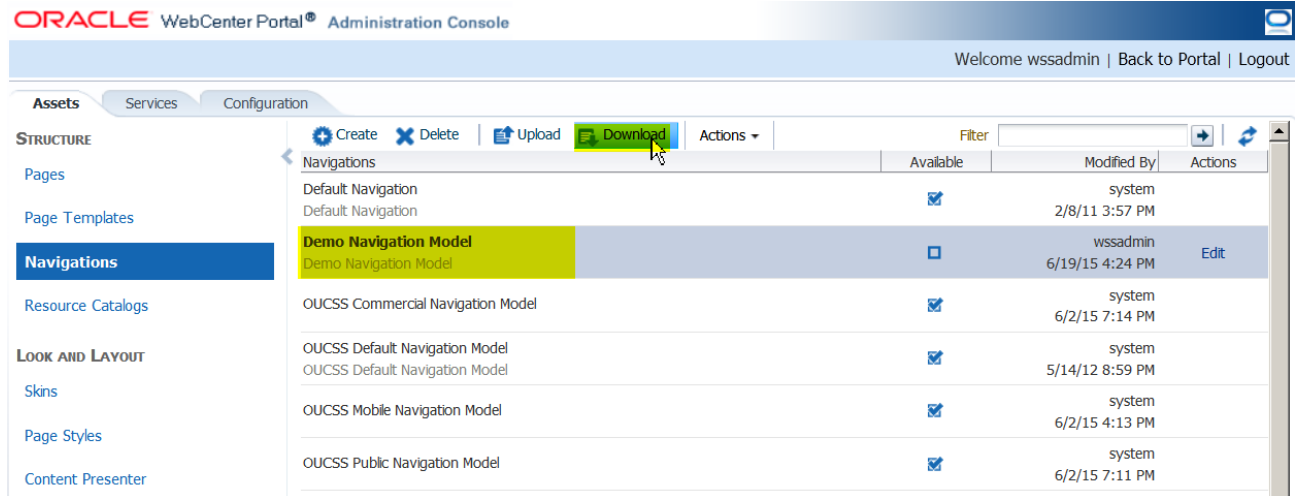 ORACLE WebCenter Portal® Administration Console
Welcome wssadmin | Back to Portal | Logout
Assets Services Configuration
STRUCTURE
Pages
Page Templates
Navigations
Resource Catalogs
LOOK AND LAYOUT
Skins
Page Styles
Content Presenter
Create Delete Upload Download Actions Filter
Navigations Available Modified By Actions
Default Navigation system
Default Navigation 2/8/11 3:57 PM
Demo Navigation Model wssadmin
Demo Navigation Model 6/19/15 4:24 PM Edit
OUCSS Commercial Navigation Model system
6/2/15 7:14 PM
OUCSS Default Navigation Model system
OUCSS Default Navigation Model 5/14/12 8:59 PM
OUCSS Mobile Navigation Model system
6/2/15 4:13 PM
OUCSS Public Navigation Model system
6/2/15 7:11 PM